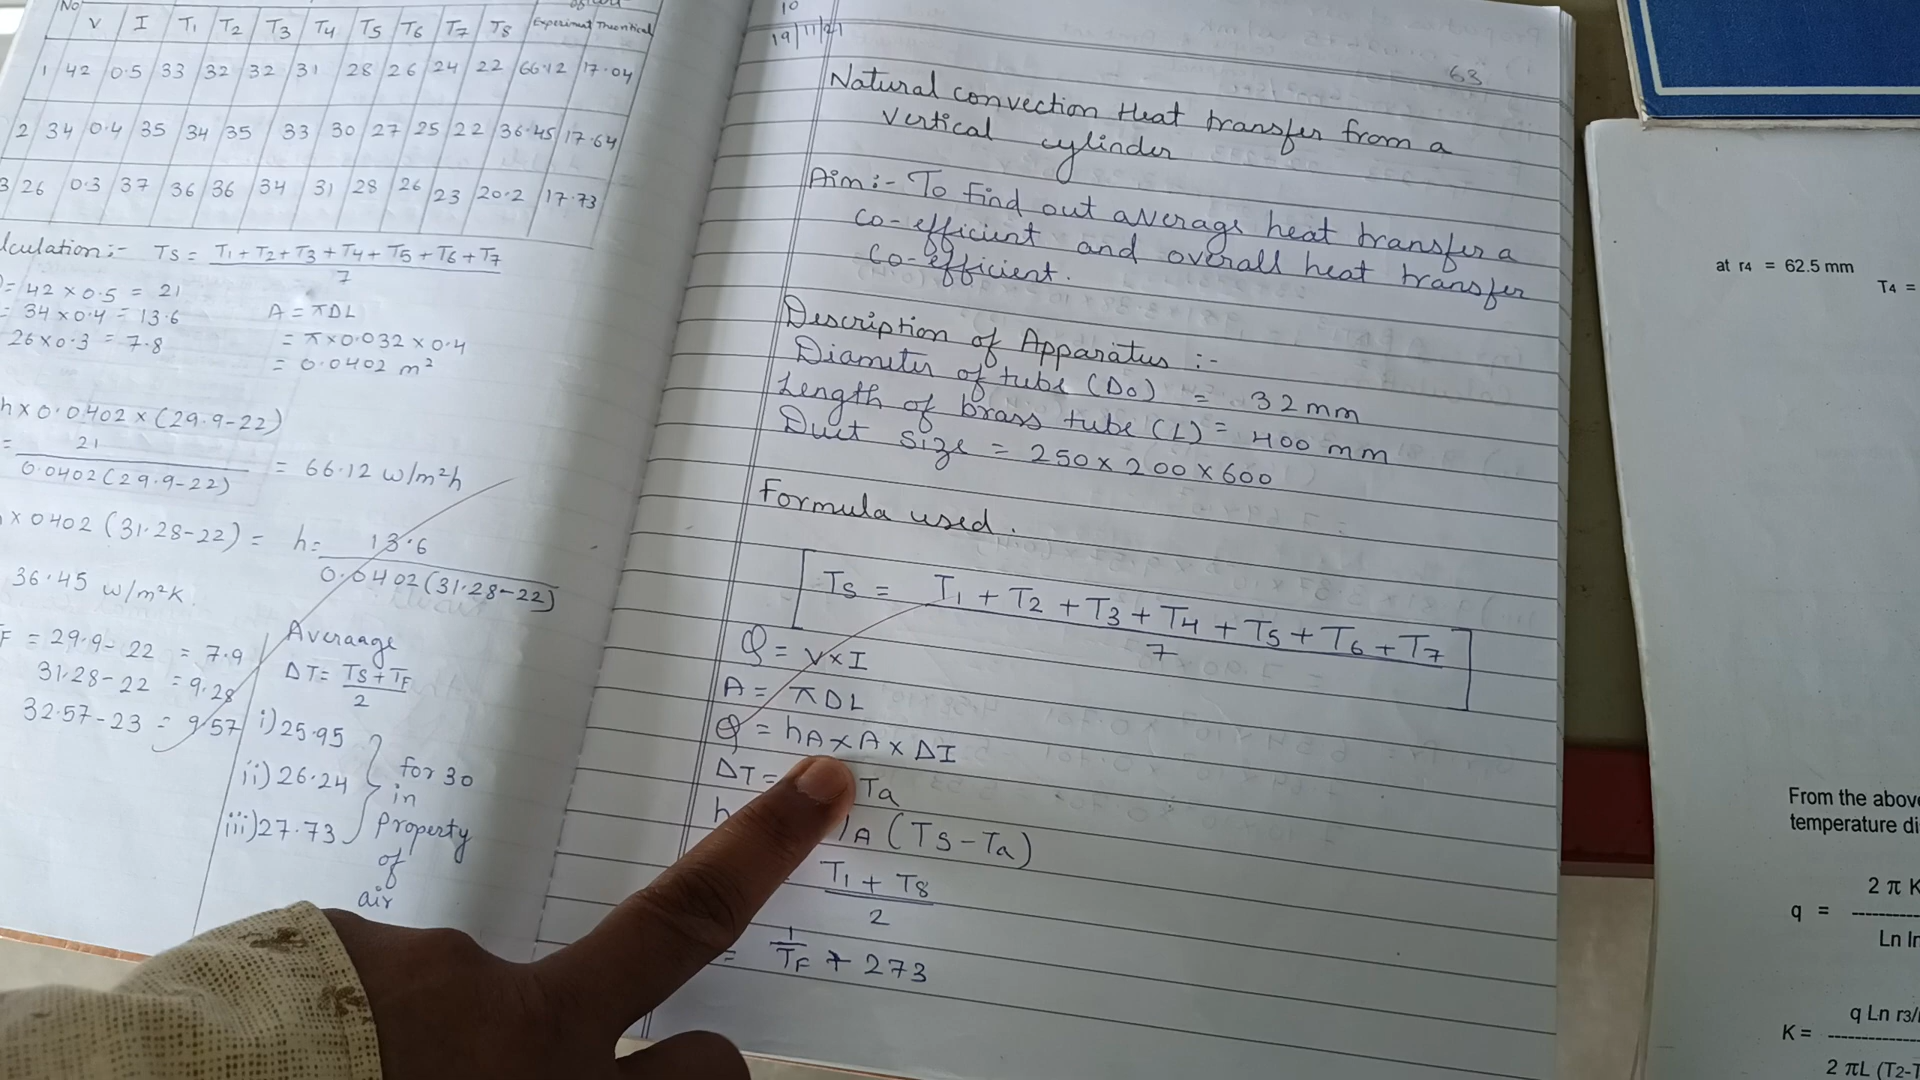 No V I T1 T2 T3 T4 T5 T6 T7 T8 Experiment Theoritical
1 42 0.5 33 32 32 31 28 26 24 22 66.12 17.04
2 34 0.4 35 34 35 33 30 27 25 22 36.45 17.64
3 26 0.3 37 36 36 34 31 28 26 23 20.2 17.73
lculation:- TS = T1 + T2 + T3 + T4 + T5 + T6 + T7 / 7
= 42 × 0.5 = 21
= 34 × 0.4 = 13.6
26 × 0.3 = 7.8
A = πDL
= π × 0.032 × 0.4
= 0.0402 m²
h × 0.0402 × (29.9-22)
= 21 / 0.0402 (29.9-22) = 66.12 w/m²h
× 0402 (31.28-22) = h = 13.6 / 0.0402 (31.28-22)
36.45 w/m²K
F = 29.9 - 22 = 7.9
31.28-22 = 9.28
32.57-23 = 9.57
Averaage
ΔT = TS + TF / 2
i) 25.95
ii) 26.24
iii) 27.73
for 30
in
Property
of
air
10
19/11/21
63
Natural convection Heat transfer from a
vertical cylinder
Aim:- To find out average heat transfer a
co-efficient and overall heat transfer
co-efficient.
Description of Apparatus :-
Diameter of tube (Do) = 32 mm
Length of brass tube (L) = 400 mm
Duct size = 250 × 200 × 600
Formula used.
[TS = T1 + T2 + T3 + T4 + T5 + T6 + T7 / 7]
Q = V × I
A = πDL
Q = hA × A × ΔI
ΔT = Ta
h /A (TS - Ta)
T1 + T8 / 2
= 1 / TF + 273
at r4 = 62.5 mm
T4 =
From the above
temperature di
2 π K
q =
Ln
q Ln r3/
K =
2 πL (T2-T